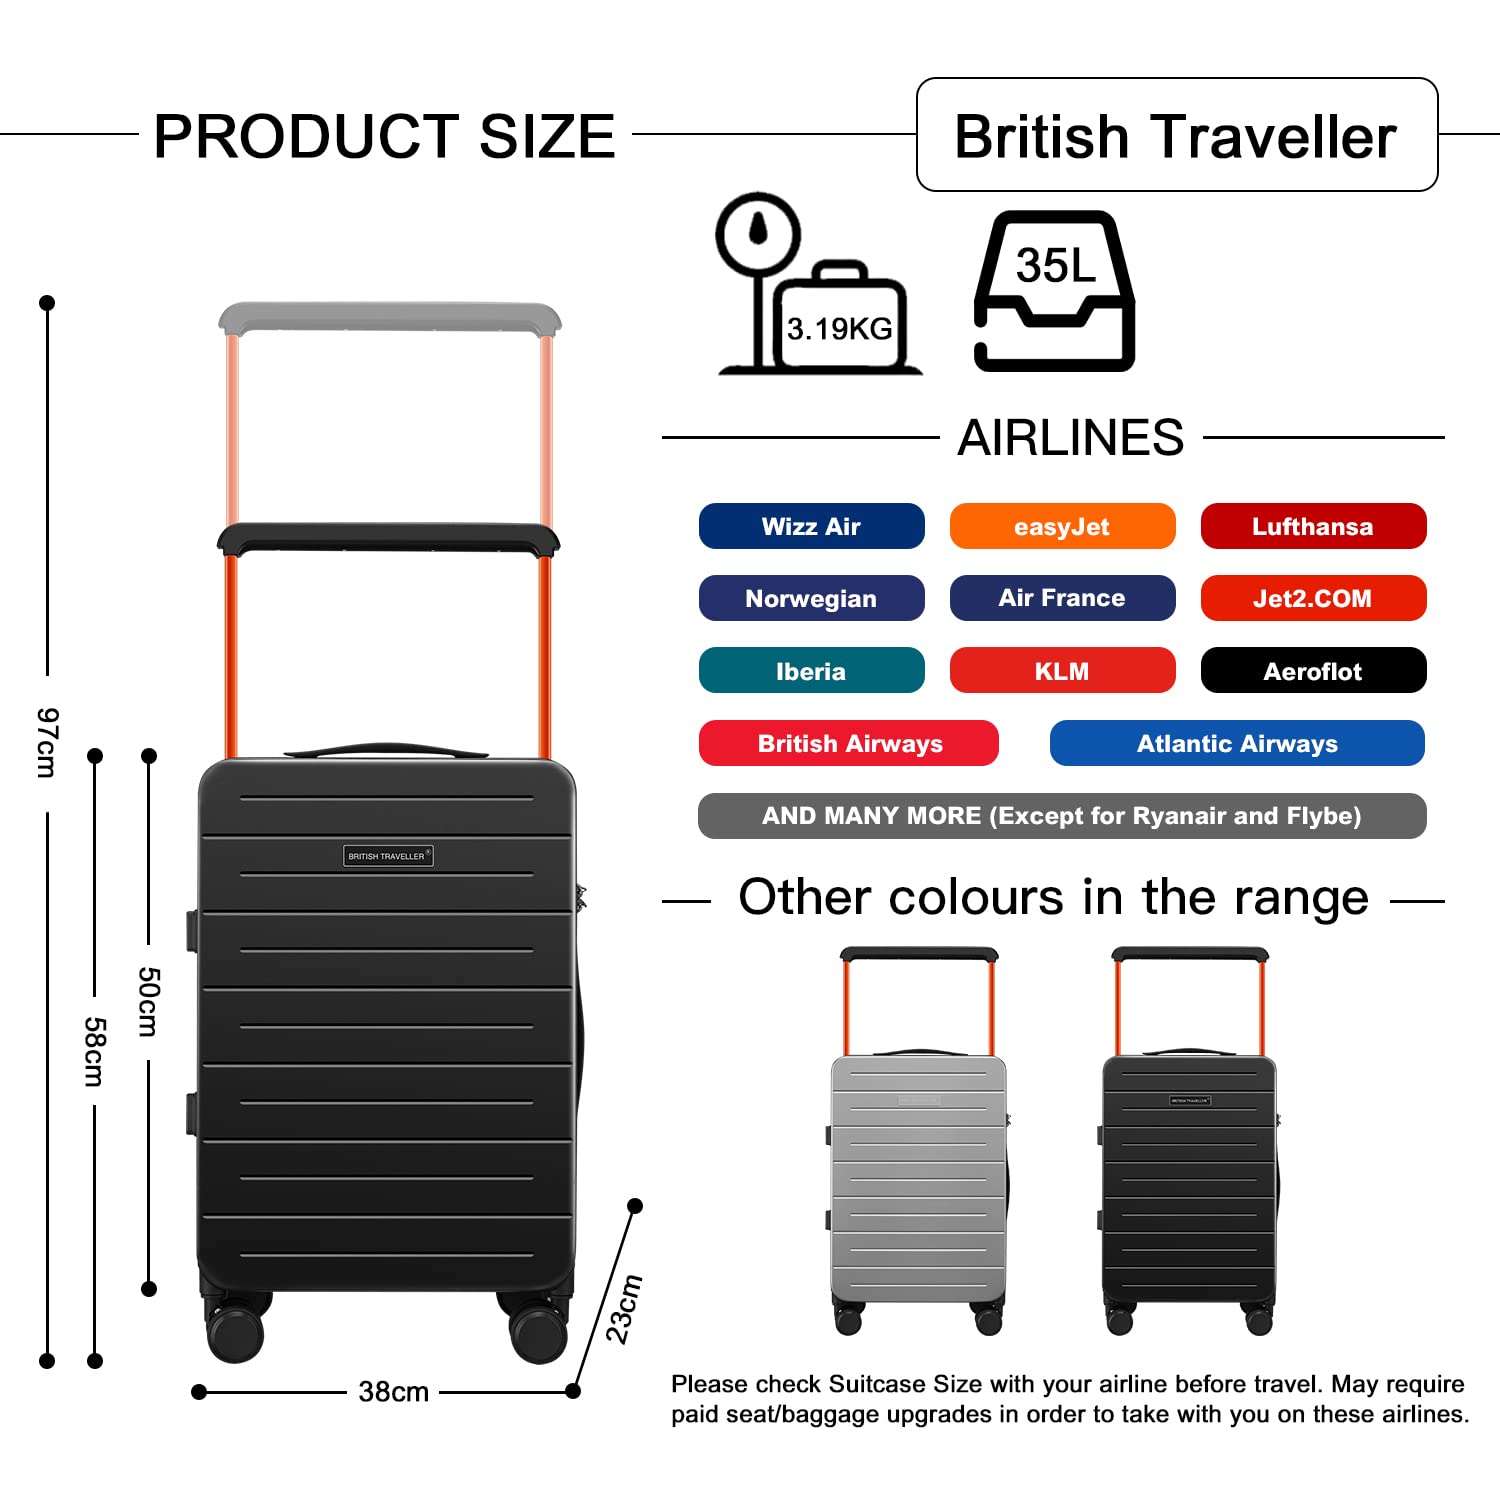 PRODUCT SIZE
British Traveller
3.19KG
35L
AIRLINES
Wizz Air
easyJet
Lufthansa
Norwegian
Air France
Jet2.COM
Iberia
KLM
Aeroflot
British Airways
Atlantic Airways
AND MANY MORE (Except for Ryanair and Flybe)
Other colours in the range
BRITISH TRAVELLER®
BRITISH TRAVELLER®
97cm
58cm
50cm
38cm
23cm
Please check Suitcase Size with your airline before travel. May require
paid seat/baggage upgrades in order to take with you on these airlines.